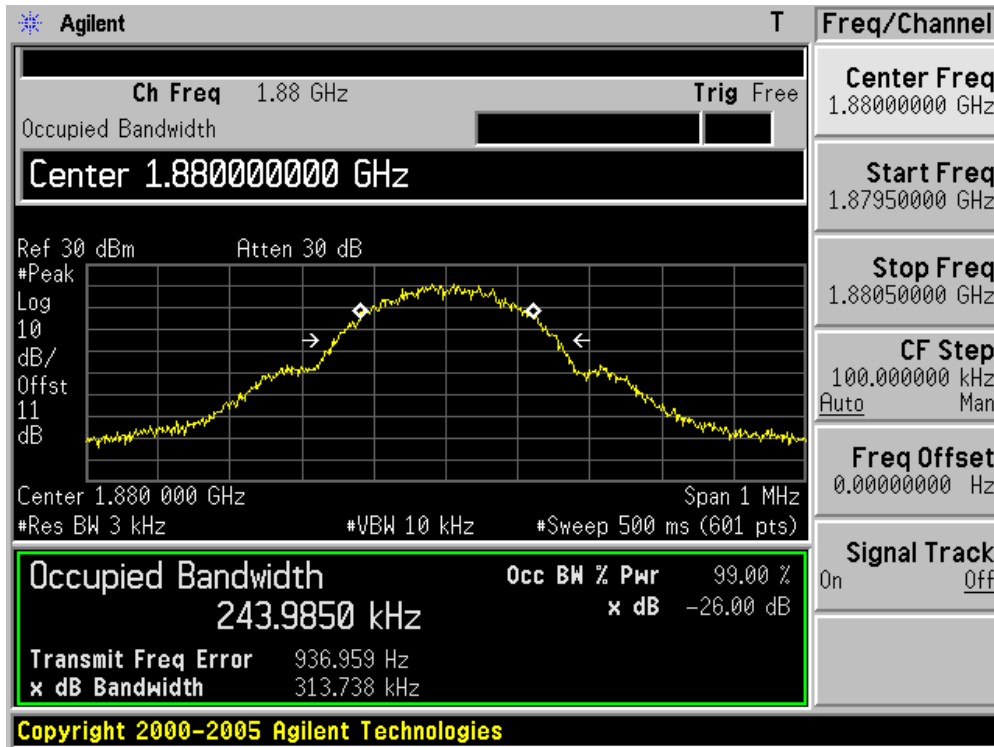 Agilent T
Ch Freq 1.88 GHz Trig Free
Occupied Bandwidth
Center 1.880000000 GHz
Ref 30 dBm Atten 30 dB
#Peak
Log
10
dB/
Offst
11
dB
Center 1.880 000 GHz Span 1 MHz
#Res BW 3 kHz #VBW 10 kHz #Sweep 500 ms (601 pts)
Occupied Bandwidth
243.9850 kHz
Occ BW % Pwr 99.00 %
x dB -26.00 dB
Transmit Freq Error 936.959 Hz
x dB Bandwidth 313.738 kHz
Copyright 2000-2005 Agilent Technologies
Freq/Channel
Center Freq
1.88000000 GHz
Start Freq
1.87950000 GHz
Stop Freq
1.88050000 GHz
CF Step
100.000000 kHz
Auto Man
Freq Offset
0.00000000 Hz
Signal Track
On Off